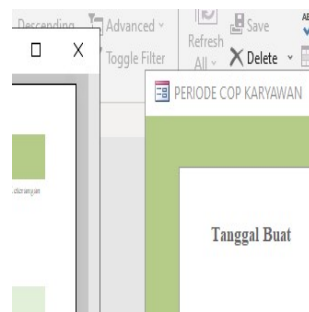 Descending Advanced
Toggle Filter
Refresh
All
Save
Delete
PERIODE COP KARYAWAN
Tanggal Buat